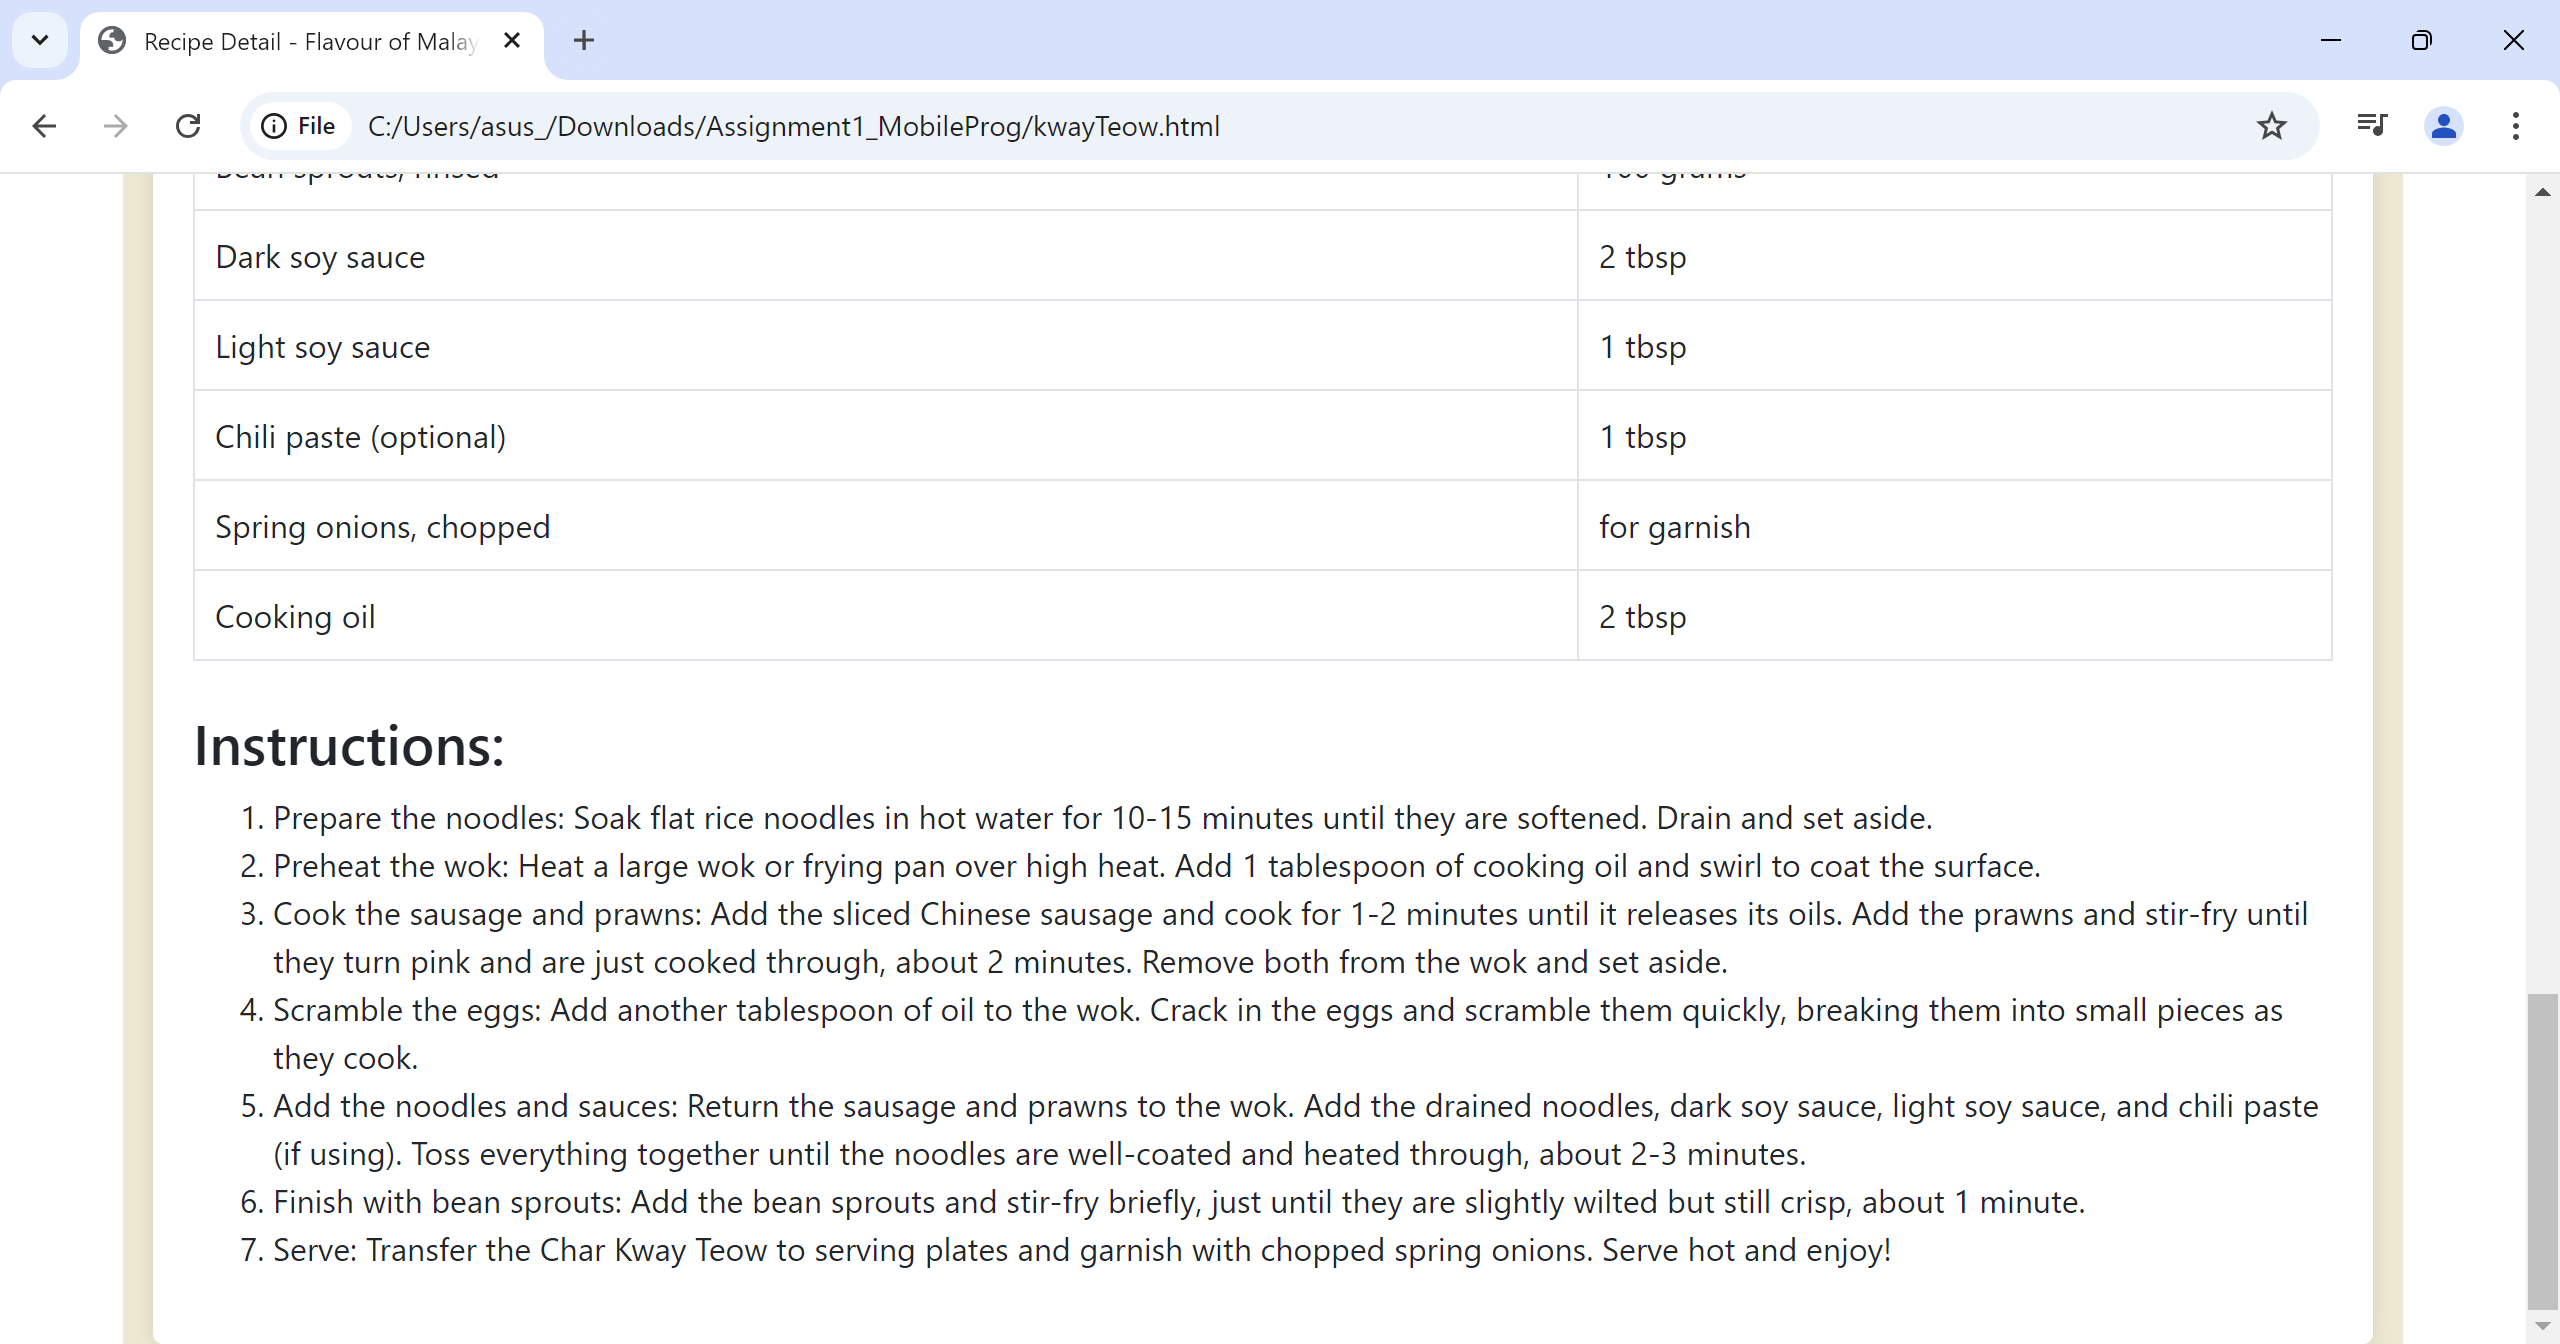 Recipe Detail - Flavour of Malay
File C:/Users/asus_/Downloads/Assignment1_MobileProg/kwayTeow.html
Bean sprouts, rinsed 100 grams
Dark soy sauce 2 tbsp
Light soy sauce 1 tbsp
Chili paste (optional) 1 tbsp
Spring onions, chopped for garnish
Cooking oil 2 tbsp
Instructions:
1. Prepare the noodles: Soak flat rice noodles in hot water for 10-15 minutes until they are softened. Drain and set aside.
2. Preheat the wok: Heat a large wok or frying pan over high heat. Add 1 tablespoon of cooking oil and swirl to coat the surface.
3. Cook the sausage and prawns: Add the sliced Chinese sausage and cook for 1-2 minutes until it releases its oils. Add the prawns and stir-fry until
they turn pink and are just cooked through, about 2 minutes. Remove both from the wok and set aside.
4. Scramble the eggs: Add another tablespoon of oil to the wok. Crack in the eggs and scramble them quickly, breaking them into small pieces as
they cook.
5. Add the noodles and sauces: Return the sausage and prawns to the wok. Add the drained noodles, dark soy sauce, light soy sauce, and chili paste
(if using). Toss everything together until the noodles are well-coated and heated through, about 2-3 minutes.
6. Finish with bean sprouts: Add the bean sprouts and stir-fry briefly, just until they are slightly wilted but still crisp, about 1 minute.
7. Serve: Transfer the Char Kway Teow to serving plates and garnish with chopped spring onions. Serve hot and enjoy!